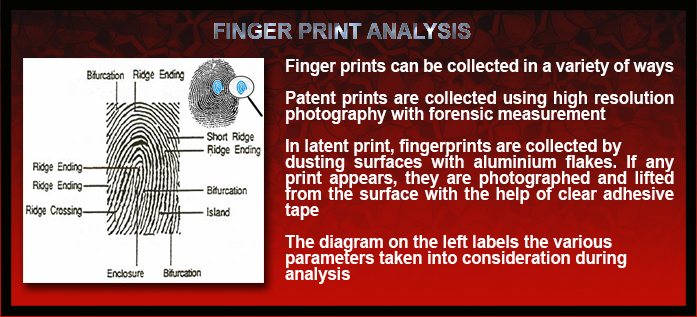 FINGER PRINT ANALYSIS
Bifurcation Ridge Ending
Short Ridge
Ridge Ending
Ridge Ending
Ridge Ending
Bifurcation
Ridge Crossing
Island
Enclosure Bifurcation
Finger prints can be collected in a variety of ways
Patent prints are collected using high resolution
photography with forensic measurement
In latent print, fingerprints are collected by
dusting surfaces with aluminium flakes. If any
print appears, they are photographed and lifted
from the surface with the help of clear adhesive
tape
The diagram on the left labels the various
parameters taken into consideration during
analysis